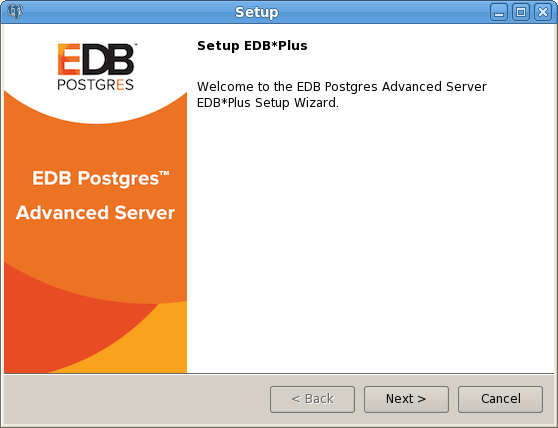 Setup
EDB™
POSTGRES
EDB Postgres™
Advanced Server
Setup EDB*Plus
Welcome to the EDB Postgres Advanced Server
EDB*Plus Setup Wizard.
< Back
Next >
Cancel